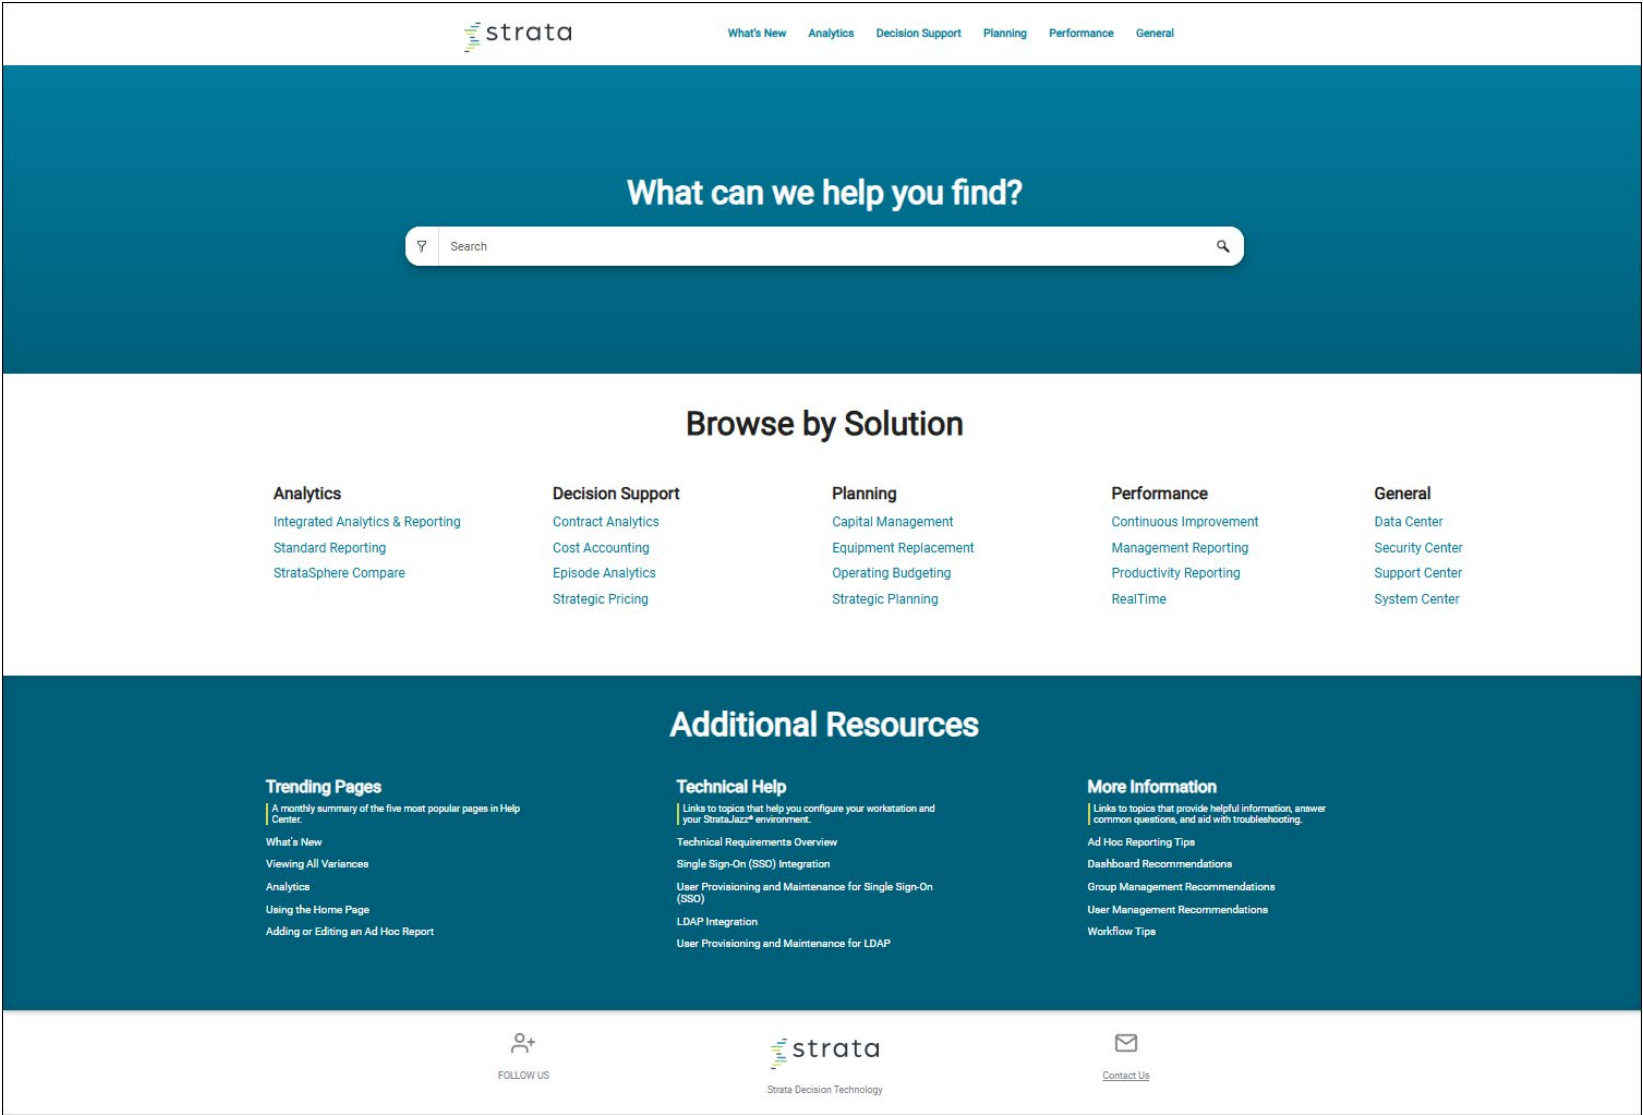 strata
What's New Analytics Decision Support Planning Performance General
What can we help you find?
Search
Browse by Solution
Analytics
Integrated Analytics & Reporting
Standard Reporting
StrataSphere Compare
Decision Support
Contract Analytics
Cost Accounting
Episode Analytics
Strategic Pricing
Planning
Capital Management
Equipment Replacement
Operating Budgeting
Strategic Planning
Performance
Continuous Improvement
Management Reporting
Productivity Reporting
RealTime
General
Data Center
Security Center
Support Center
System Center
Additional Resources
Trending Pages
A monthly summary of the five most popular pages in Help
Center.
What's New
Viewing All Variances
Analytics
Using the Home Page
Adding or Editing an Ad Hoc Report
Technical Help
Links to topics that help you configure your workstation and
your StrataJazz® environment.
Technical Requirements Overview
Single Sign-On (SSO) Integration
User Provisioning and Maintenance for Single Sign-On
(SSO)
LDAP Integration
User Provisioning and Maintenance for LDAP
More Information
Links to topics that provide helpful information, answer
common questions, and aid with troubleshooting.
Ad Hoc Reporting Tips
Dashboard Recommendations
Group Management Recommendations
User Management Recommendations
Workflow Tips
FOLLOW US
strata
Strata Decision Technology
Contact Us